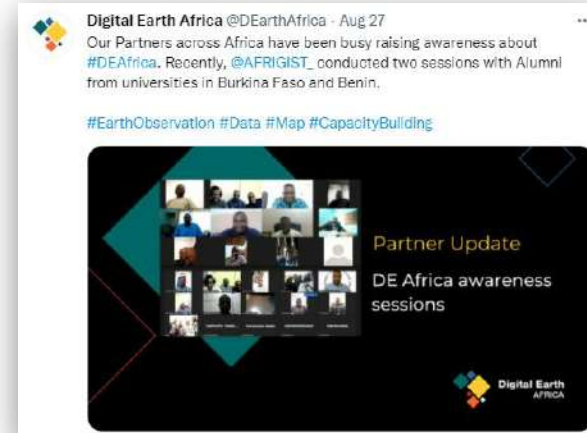 Digital Earth Africa @DEarthAfrica · Aug 27
Our Partners across Africa have been busy raising awareness about
#DEAfrica. Recently, @AFRIGIST_ conducted two sessions with Alumni
from universities in Burkina Faso and Benin.
#EarthObservation #Data #Map #CapacityBuilding
Partner Update
DE Africa awareness
sessions
Digital Earth
AFRICA